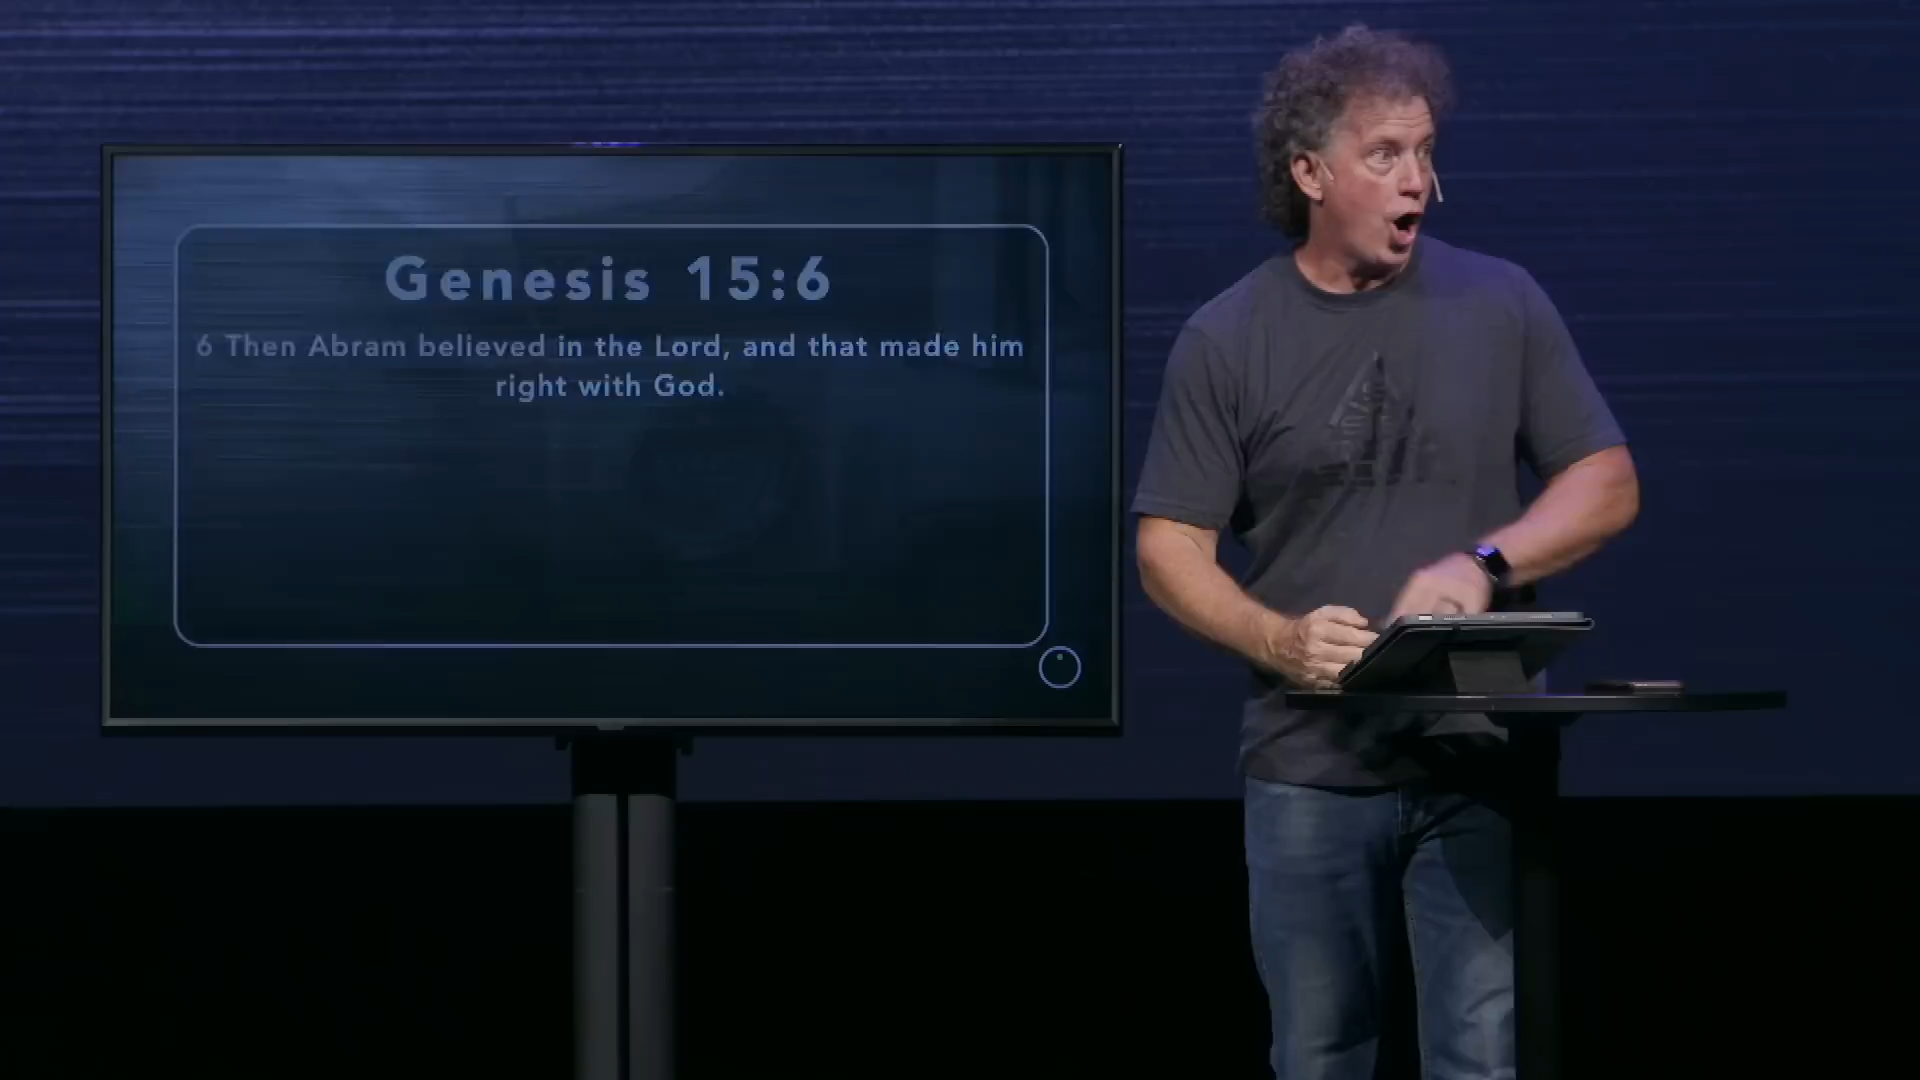 Genesis 15:6
6 Then Abram believed in the Lord, and that made him
right with God.